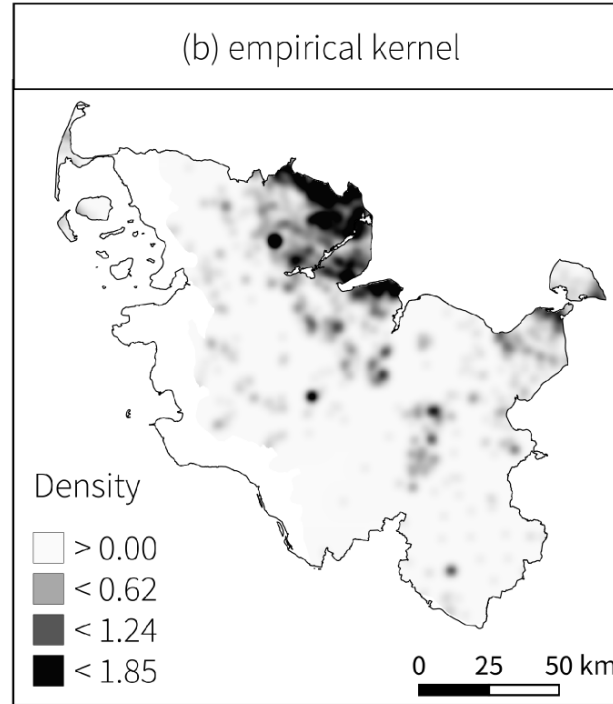 (b) empirical kernel
Density
> 0.00
< 0.62
< 1.24
< 1.85
0 25 50 km